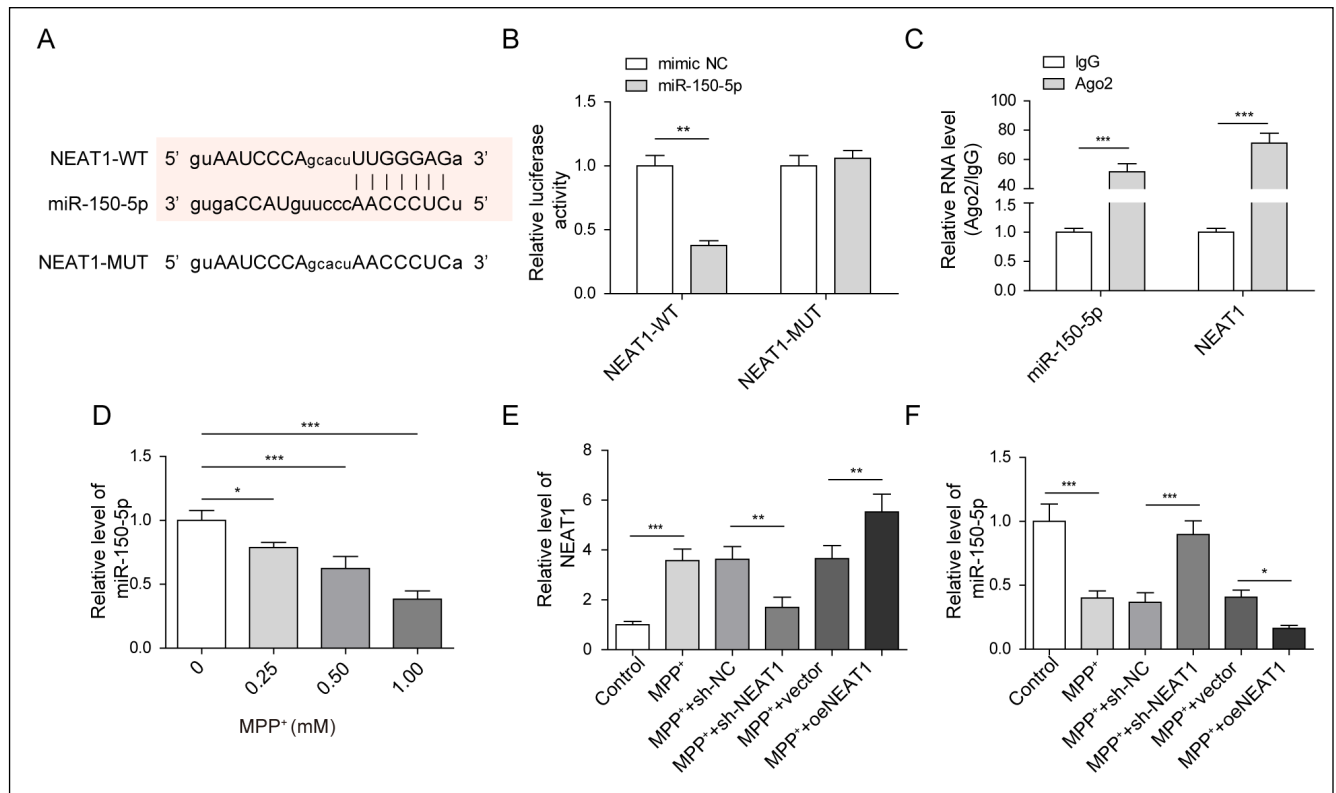 A
NEAT1-WT 5’ guAAUCCCAgcacuUUGGGAGa 3’
miR-150-5p 3’ gugaCCAUguucccAACCCUCu 5’
NEAT1-MUT 5’ guAAUCCCAgcacuAACCCUCa 3’
B
mimic NC
miR-150-5p
Relative luciferase
activity
1.5
1.0
0.5
0.0
**
NEAT1-WT
NEAT1-MUT
C
IgG
Ago2
Relative RNA level
(Ago2/IgG)
100
80
60
40
1.5
1.0
0.5
0.0
***
***
miR-150-5p
NEAT1
D
Relative level of
miR-150-5p
1.5
1.0
0.5
0.0
***
***
*
0
0.25
0.50
1.00
MPP⁺ (mM)
E
Relative level of
NEAT1
8
6
4
2
0
***
**
**
Control
MPP⁺
MPP⁺+sh-NC
MPP⁺+sh-NEAT1
MPP⁺+vector
MPP⁺+oeNEAT1
F
Relative level of
miR-150-5p
1.5
1.0
0.5
0.0
***
***
*
Control
MPP⁺
MPP⁺+sh-NC
MPP⁺+sh-NEAT1
MPP⁺+vector
MPP⁺+oeNEAT1